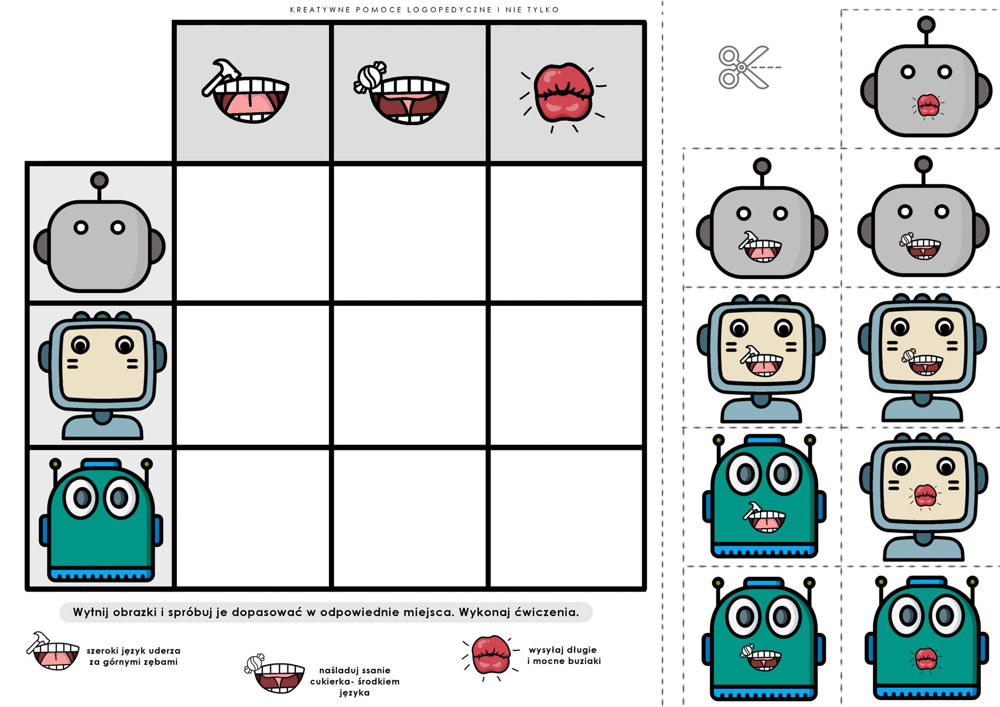 KREATYWNE POMOCE LOGOPEDYCZNE I NIE TYLKO
Wytnij obrazki i spróbuj je dopasować w odpowiednie miejsca. Wykonaj ćwiczenia.
szeroki język uderza
za górnymi zębami
naśladuj ssanie
cukierka- środkiem
języka
wysyłaj długie
i mocne buziaki